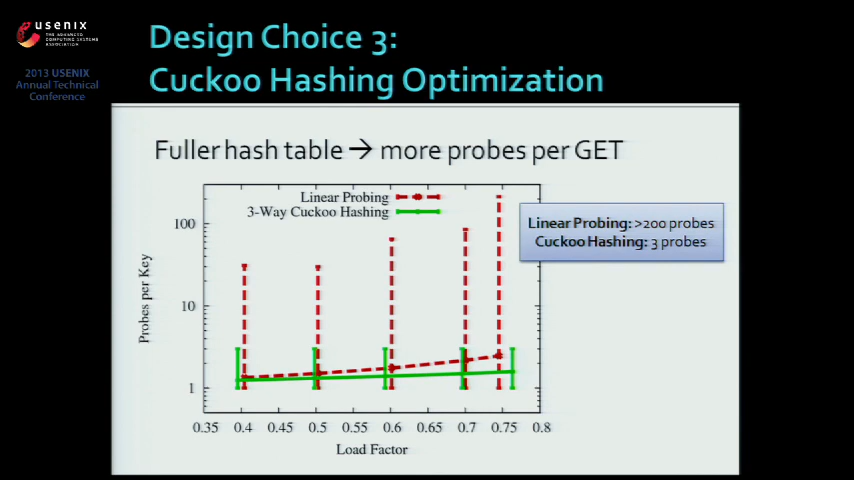 USENIX
THE ADVANCED
COMPUTING SYSTEMS
ASSOCIATION
2013 USENIX
Annual Technical
Conference
Design Choice 3:
Cuckoo Hashing Optimization
Fuller hash table → more probes per GET
Linear Probing
3-Way Cuckoo Hashing
100
10
1
Probes per Key
0.35 0.4 0.45 0.5 0.55 0.6 0.65 0.7 0.75 0.8
Load Factor
Linear Probing: >200 probes
Cuckoo Hashing: 3 probes